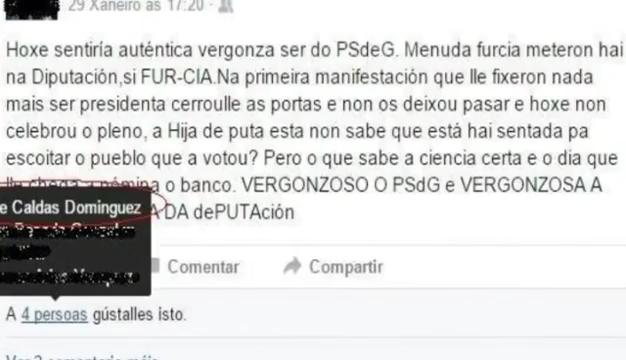 29 Xaneiro ás 17:20 ·
Hoxe sentiría auténtica vergonza ser do PSdeG. Menuda furcia meteron hai
na Diputación,si FUR-CIA.Na primeira manifestación que lle fixeron nada
mais ser presidenta cerroulle as portas e non os deixou pasar e hoxe non
celebrou o pleno, a Hija de puta esta non sabe que está hai sentada pa
escoitar o pueblo que a votou? Pero o que sabe a ciencia certa e o dia que
lle chega a nómina o banco. VERGONZOSO O PSdG e VERGONZOSA A
e Caldas Dominguez A DA dePUTAción
Comentar Compartir
A 4 persoas gústalles isto.